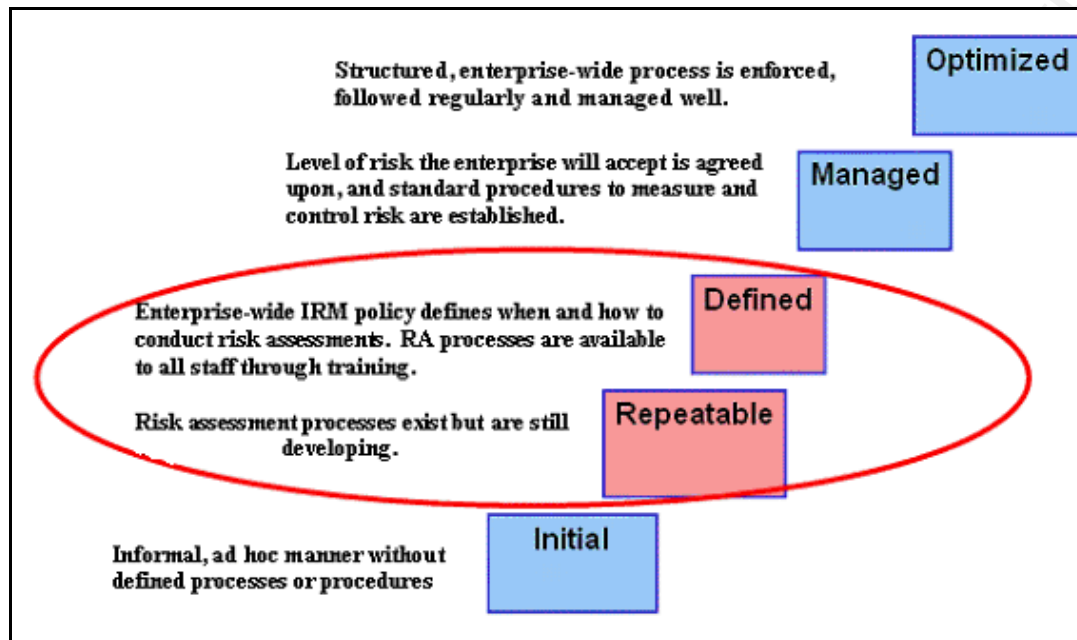 Optimized
Structured, enterprise-wide process is enforced,
followed regularly and managed well.
Managed
Level of risk the enterprise will accept is agreed
upon, and standard procedures to measure and
control risk are established.
Defined
Enterprise-wide IRM policy defines when and how to
conduct risk assessments.  RA processes are available
to all staff through training.
Repeatable
Risk assessment processes exist but are still
developing.
Initial
Informal, ad hoc manner without
defined processes or procedures